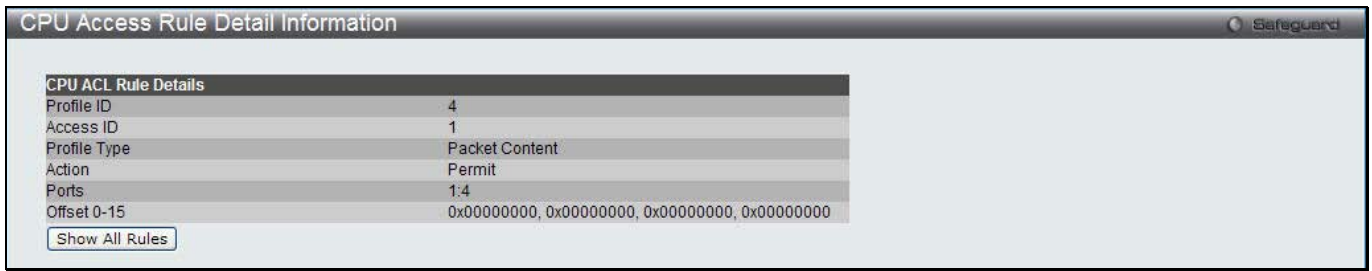 CPU Access Rule Detail Information
Safeguard
CPU ACL Rule Details
Profile ID 4
Access ID 1
Profile Type Packet Content
Action Permit
Ports 1:4
Offset 0-15 0x00000000, 0x00000000, 0x00000000, 0x00000000
Show All Rules